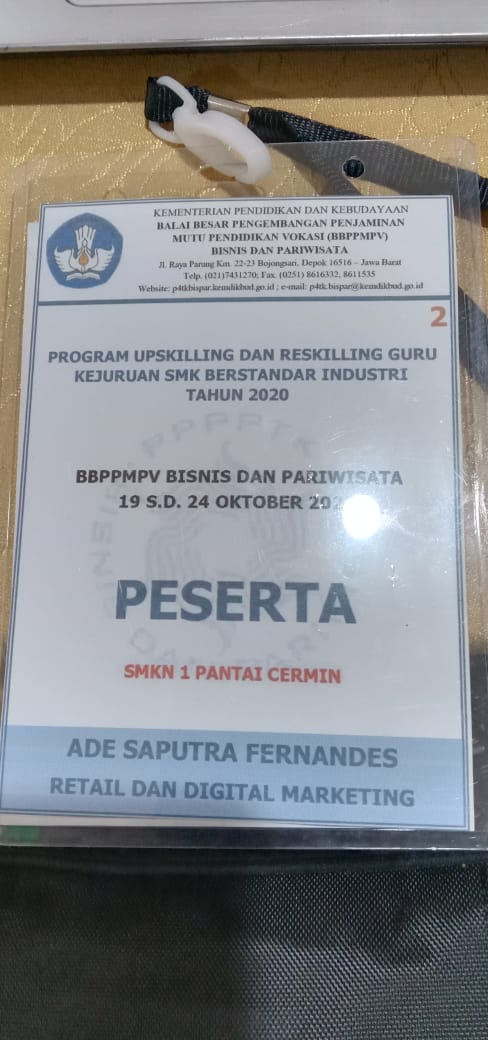 KEMENTERIAN PENDIDIKAN DAN KEBUDAYAAN
BALAI BESAR PENGEMBANGAN PENJAMINAN
MUTU PENDIDIKAN VOKASI (BBPPMPV)
BISNIS DAN PARIWISATA
Jl. Raya Parung Km. 22-23 Bojongsari, Depok 16516 – Jawa Barat
Telp. (021)7431270; Fax. (0251) 8616332, 8611535
Website: p4tkbispar.kemdikbud.go.id ; e-mail: p4tk.bispar@kemdikbud.go.id
2
PROGRAM UPSKILLING DAN RESKILLING GURU
KEJURUAN SMK BERSTANDAR INDUSTRI
TAHUN 2020
BBPPMPV BISNIS DAN PARIWISATA
19 S.D. 24 OKTOBER
PESERTA
SMKN 1 PANTAI CERMIN
ADE SAPUTRA FERNANDES
RETAIL DAN DIGITAL MARKETING